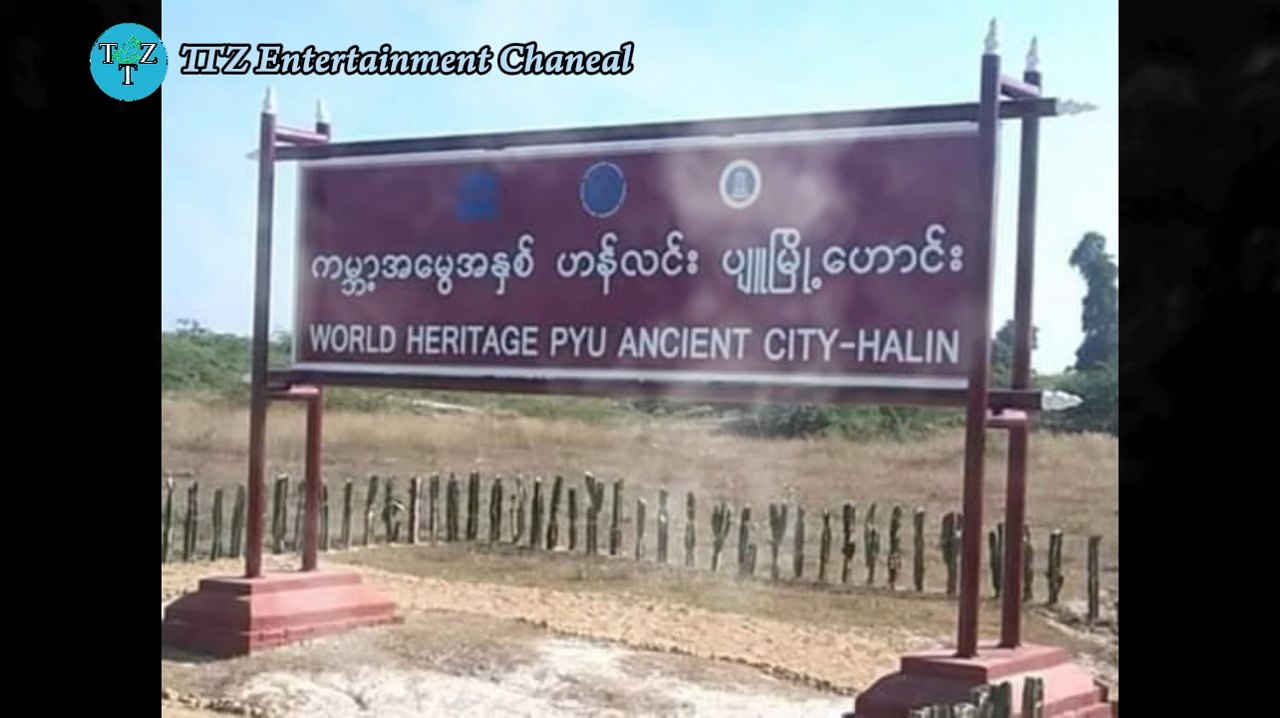 TTZ
TTZ Entertainment Chaneal
ကမ္ဘာ့အမွေအနှစ် ဟန်လင်း ပျူမြို့ဟောင်း
WORLD HERITAGE PYU ANCIENT CITY-HALIN